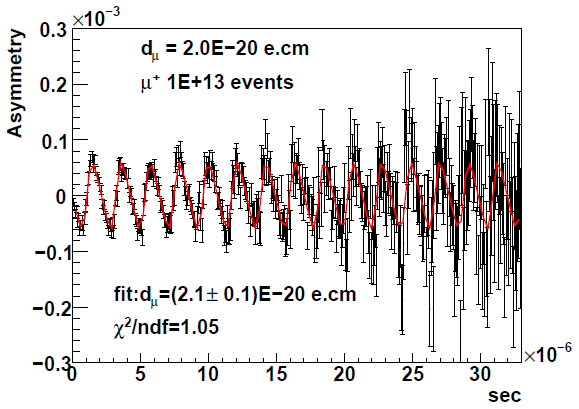 ×10⁻³
Asymmetry
0.3
0.2
0.1
0
−0.1
−0.2
−0.3
dμ = 2.0E−20 e.cm
μ⁺ 1E+13 events
fit:dμ=(2.1± 0.1)E−20 e.cm
χ²/ndf=1.05
0 5 10 15 20 25 30
×10⁻⁶
sec